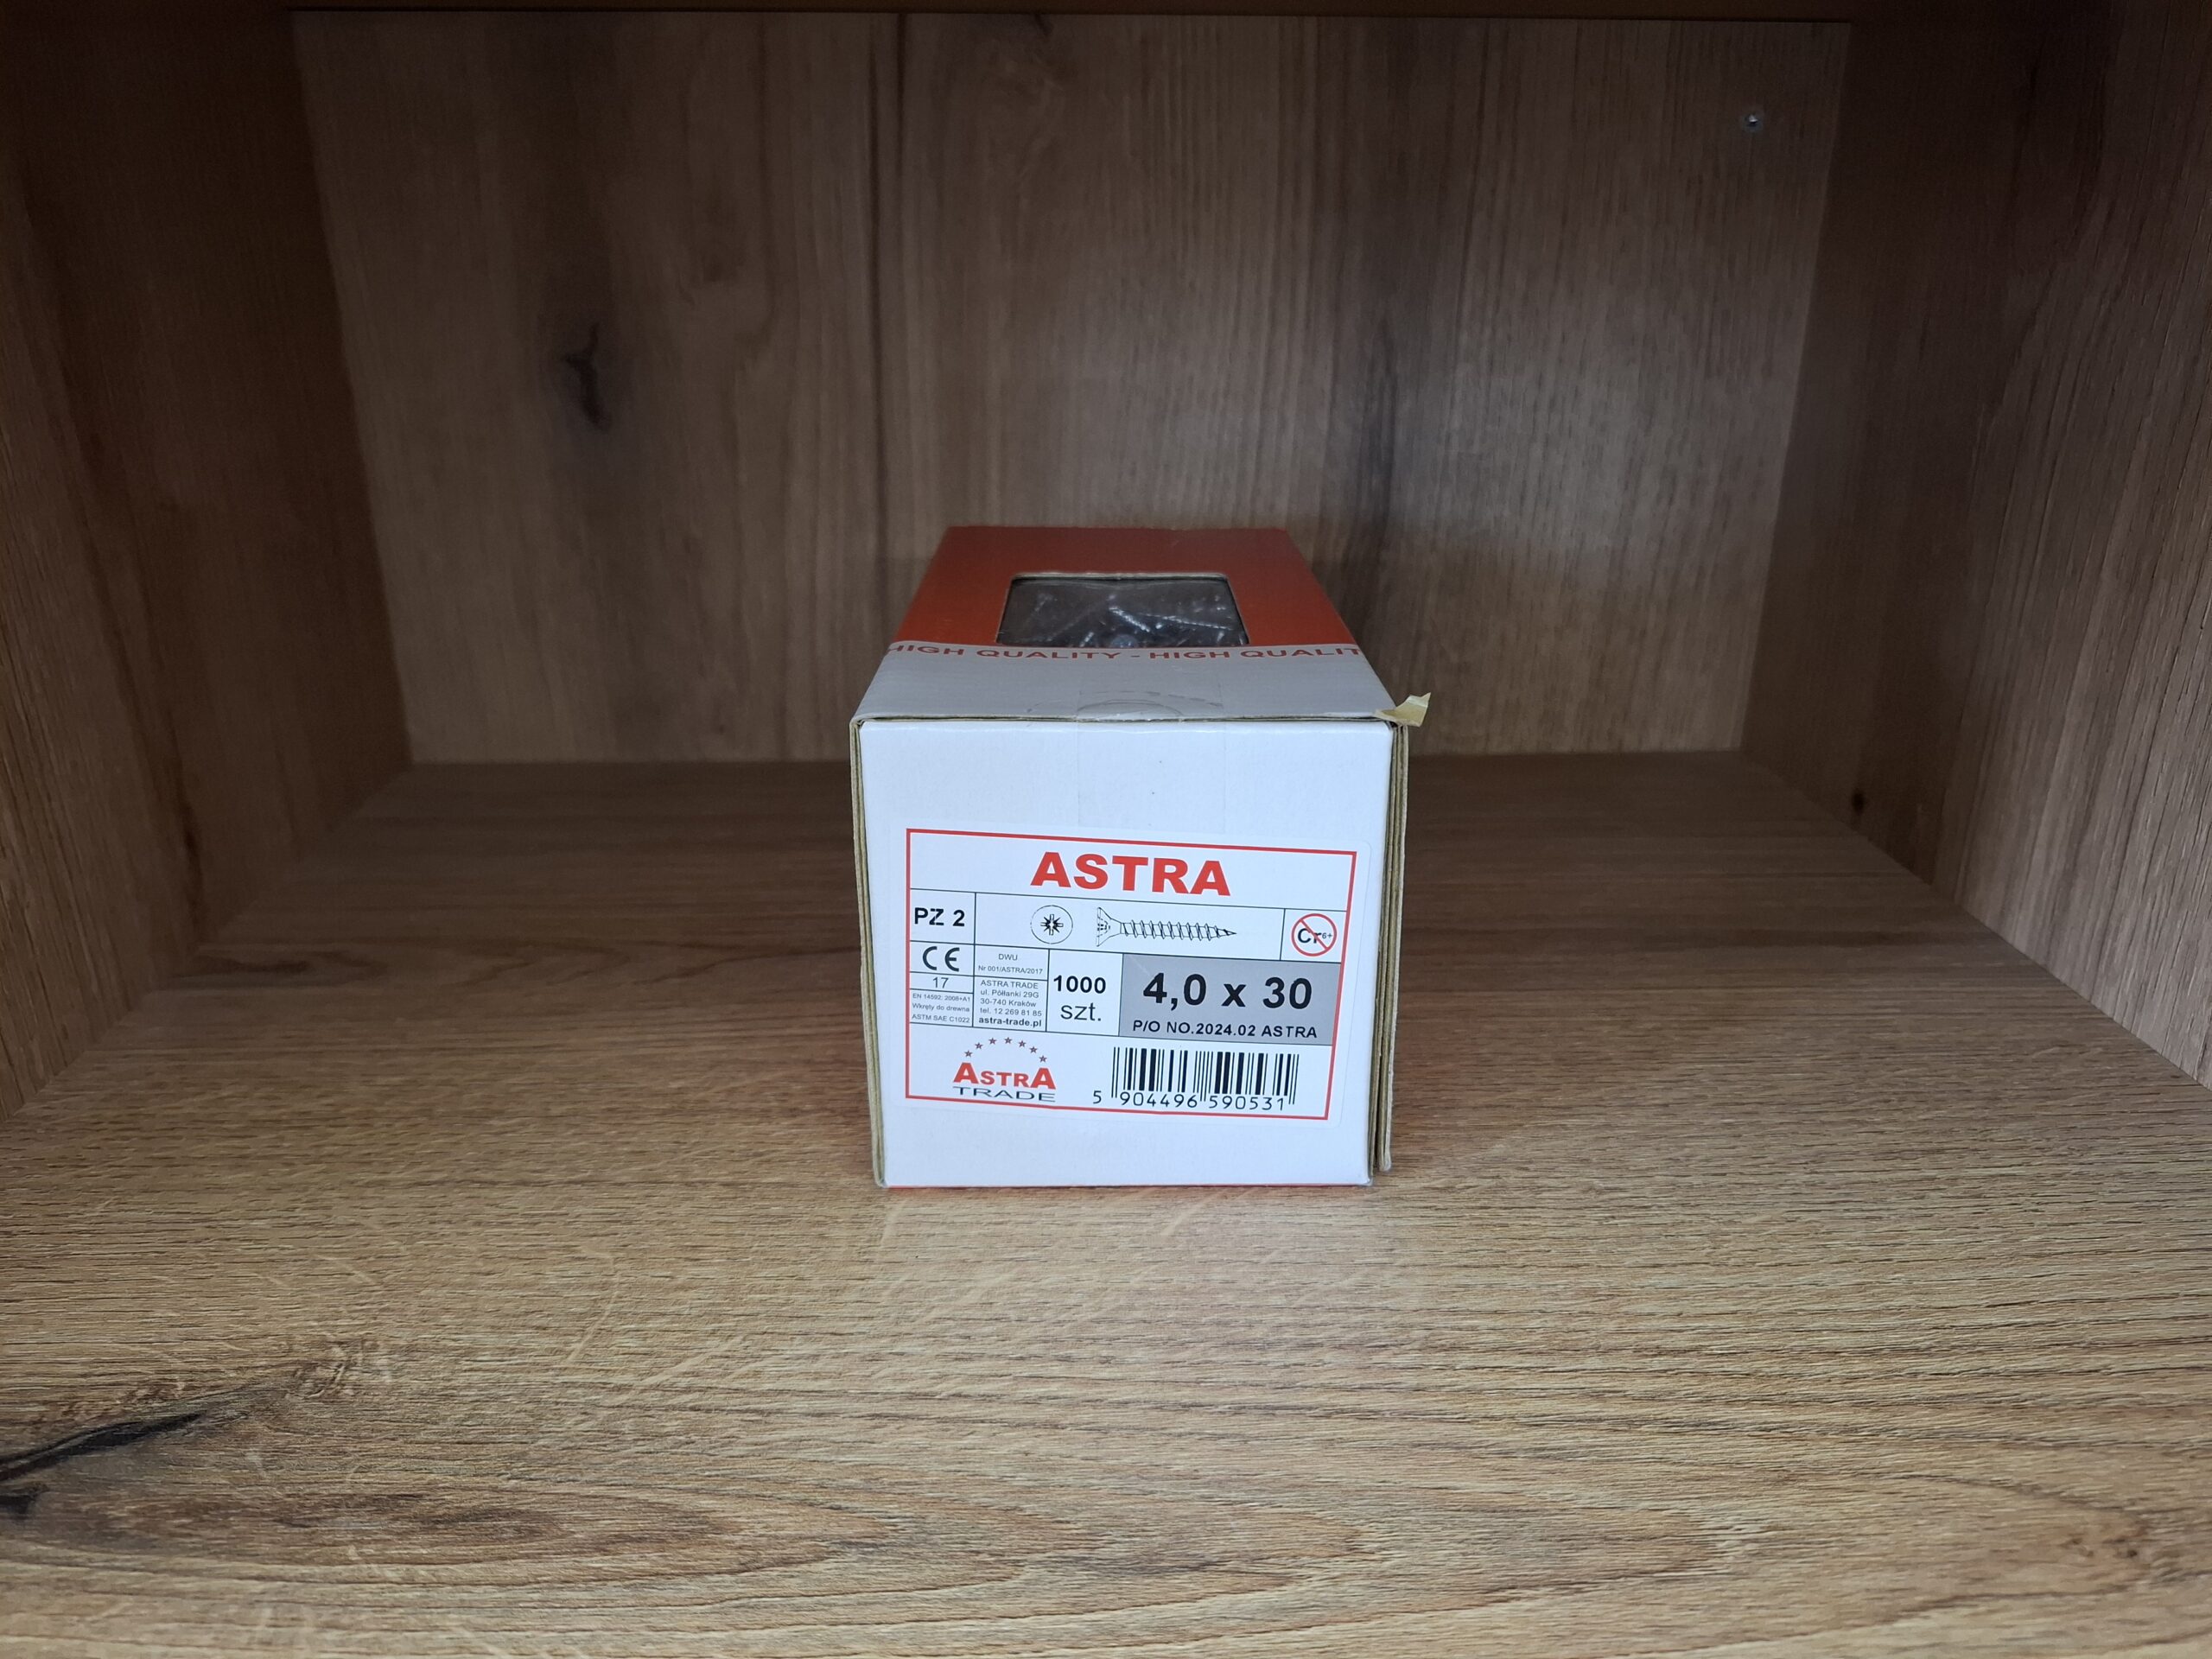 HIGH QUALITY - HIGH QUALIT
ASTRA
PZ 2
Cr6+
CE
17
EN 14592: 2008+A1
Wkręty do drewna
ASTM SAE C1022
DWU
Nr 001/ASTRA/2017
ASTRA TRADE
ul. Półłanki 29G
30-740 Kraków
tel. 12 269 81 85
astra-trade.pl
1000
szt.
4,0 x 30
P/O NO.2024.02 ASTRA
ASTRA
TRADE
5 904496 590531